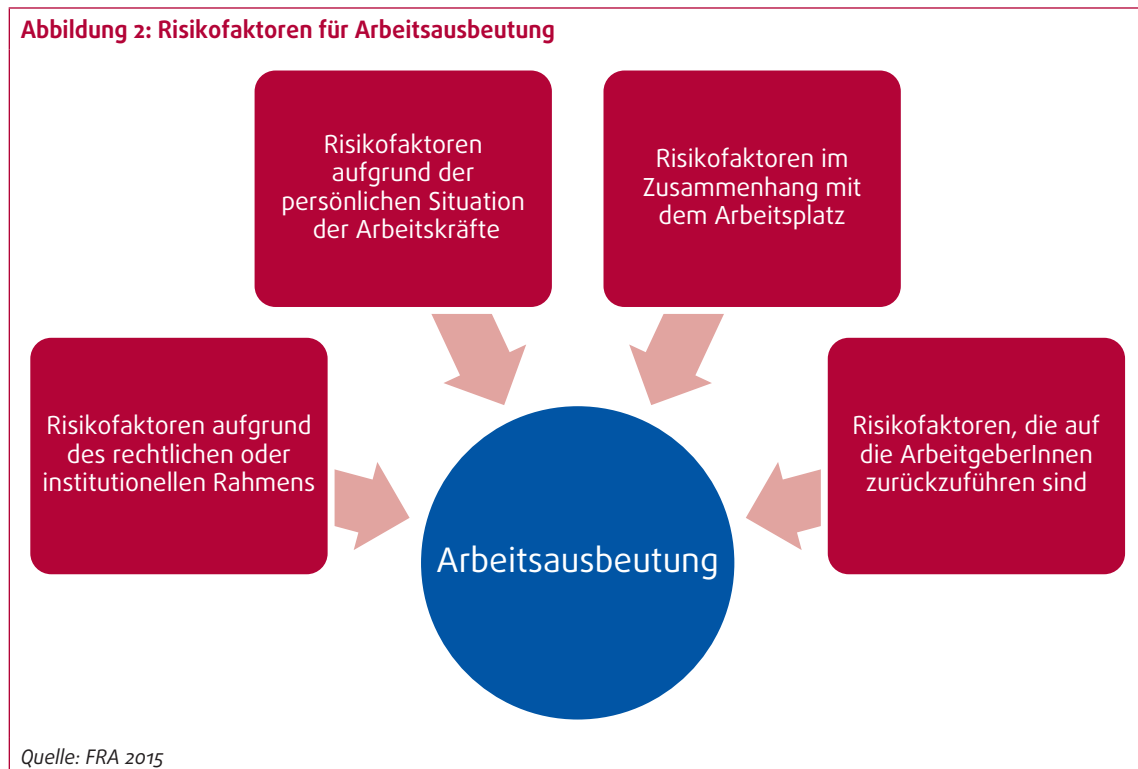 Abbildung 2: Risikofaktoren für Arbeitsausbeutung
Risikofaktoren
aufgrund der
persönlichen Situation
der Arbeitskräfte
Risikofaktoren im
Zusammenhang mit
dem Arbeitsplatz
Risikofaktoren aufgrund
des rechtlichen oder
institutionellen Rahmens
Risikofaktoren, die auf
die ArbeitgeberInnen
zurückzuführen sind
Arbeitsausbeutung
Quelle: FRA 2015